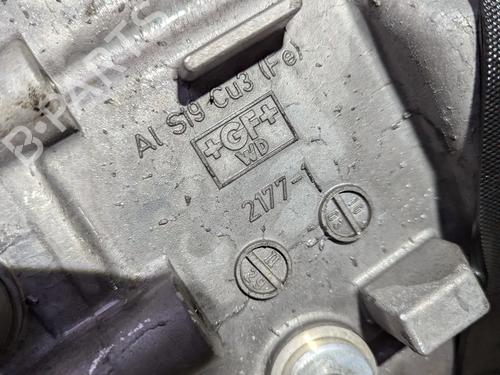 B-PARTS
Al Si9 Cu3 (Fe)
+GF+
WD
2177-1